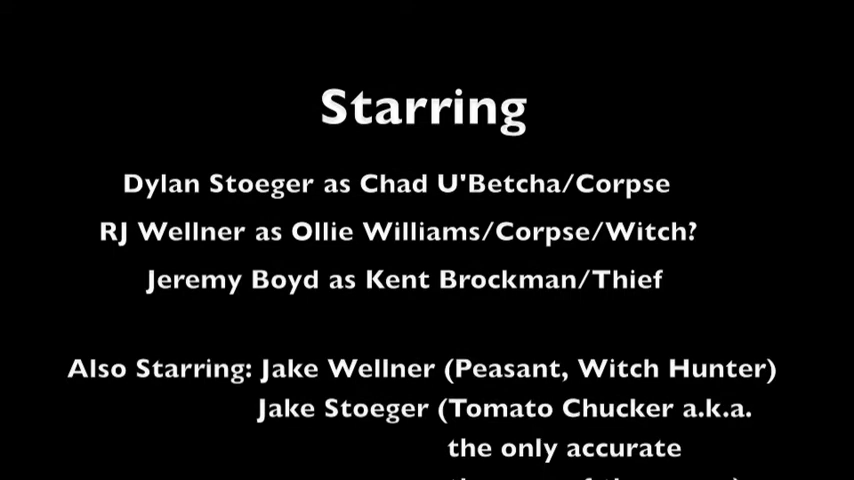 Starring
Dylan Stoeger as Chad U'Betcha/Corpse
RJ Wellner as Ollie Williams/Corpse/Witch?
Jeremy Boyd as Kent Brockman/Thief
Also Starring: Jake Wellner (Peasant, Witch Hunter)
Jake Stoeger (Tomato Chucker a.k.a.
the only accurate